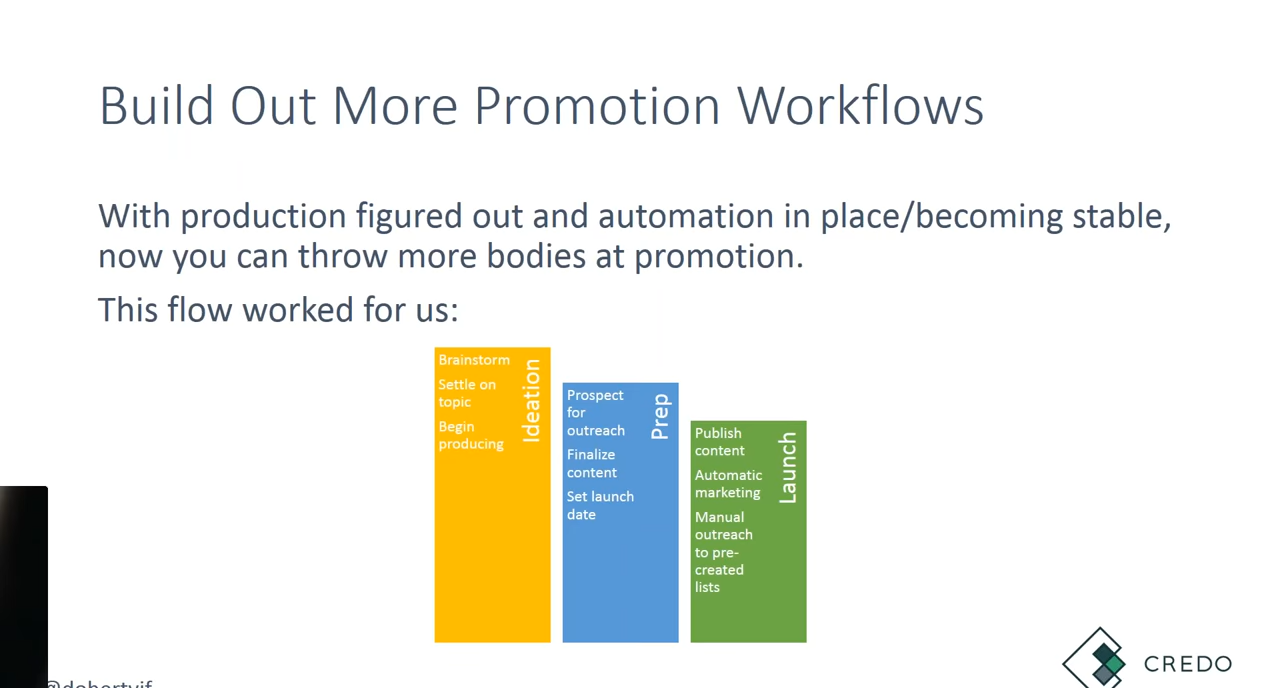 Build Out More Promotion Workflows
With production figured out and automation in place/becoming stable,
now you can throw more bodies at promotion.
This flow worked for us:
Ideation
Brainstorm
Settle on
topic
Begin
producing
Prep
Prospect
for
outreach
Finalize
content
Set launch
date
Launch
Publish
content
Automatic
marketing
Manual
outreach
to pre-
created
lists
CREDO